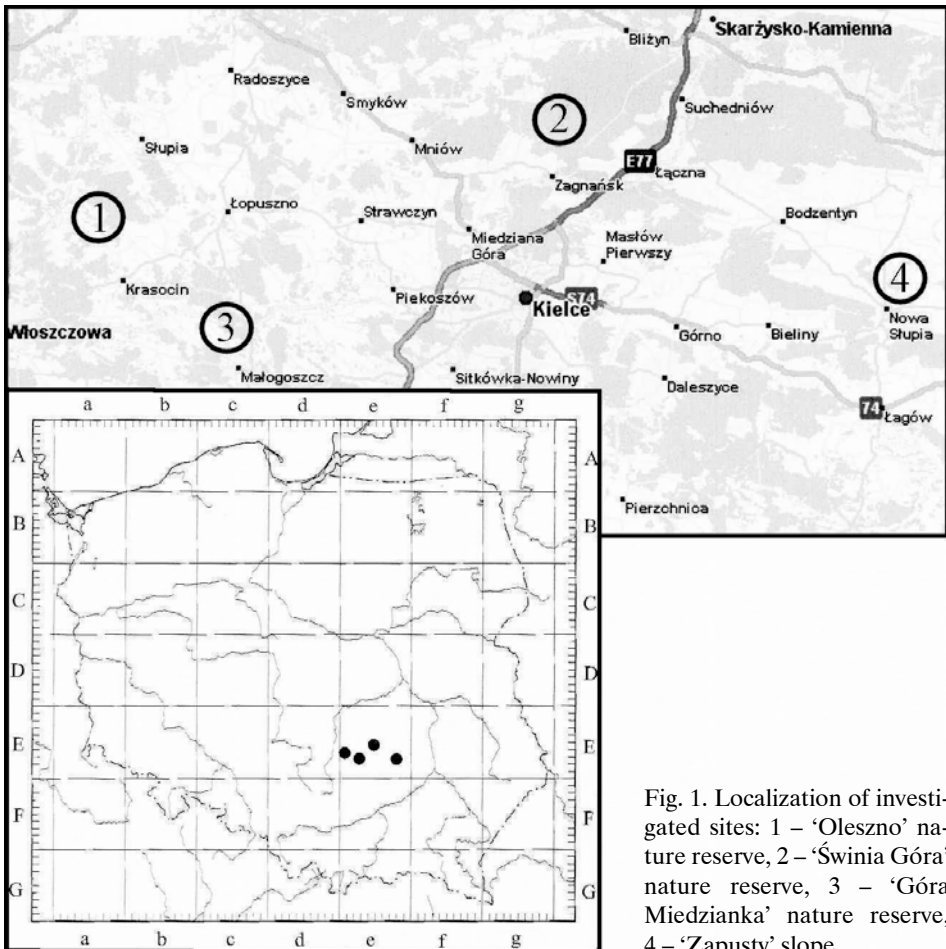 Bliżyn
Skarżysko-Kamienna
Radoszyce
Smyków
Suchedniów
2
Słupia
Mniów
E77
Łączna
Zagnańsk
1
Łopuszno
Strawczyn
Bodzentyn
Miedziana
Góra
Masłów
Pierwszy
4
Krasocin
Piekoszów
S74
Kielce
Nowa
Słupia
Włoszczowa
3
Górno
Bieliny
Małogoszcz
Sitkówka-Nowiny
Daleszyce
74
Łagów
Pierzchnica
a b c d e f g
A A
B B
C C
D D
E E
F F
G G
a b c d e f g
Fig. 1. Localization of investi-
gated sites: 1 – ‘Oleszno’ na-
ture reserve, 2 – ‘Świnia Góra’
nature reserve, 3 – ‘Góra
Miedzianka’ nature reserve,
4 – ‘Zapusty’ slope